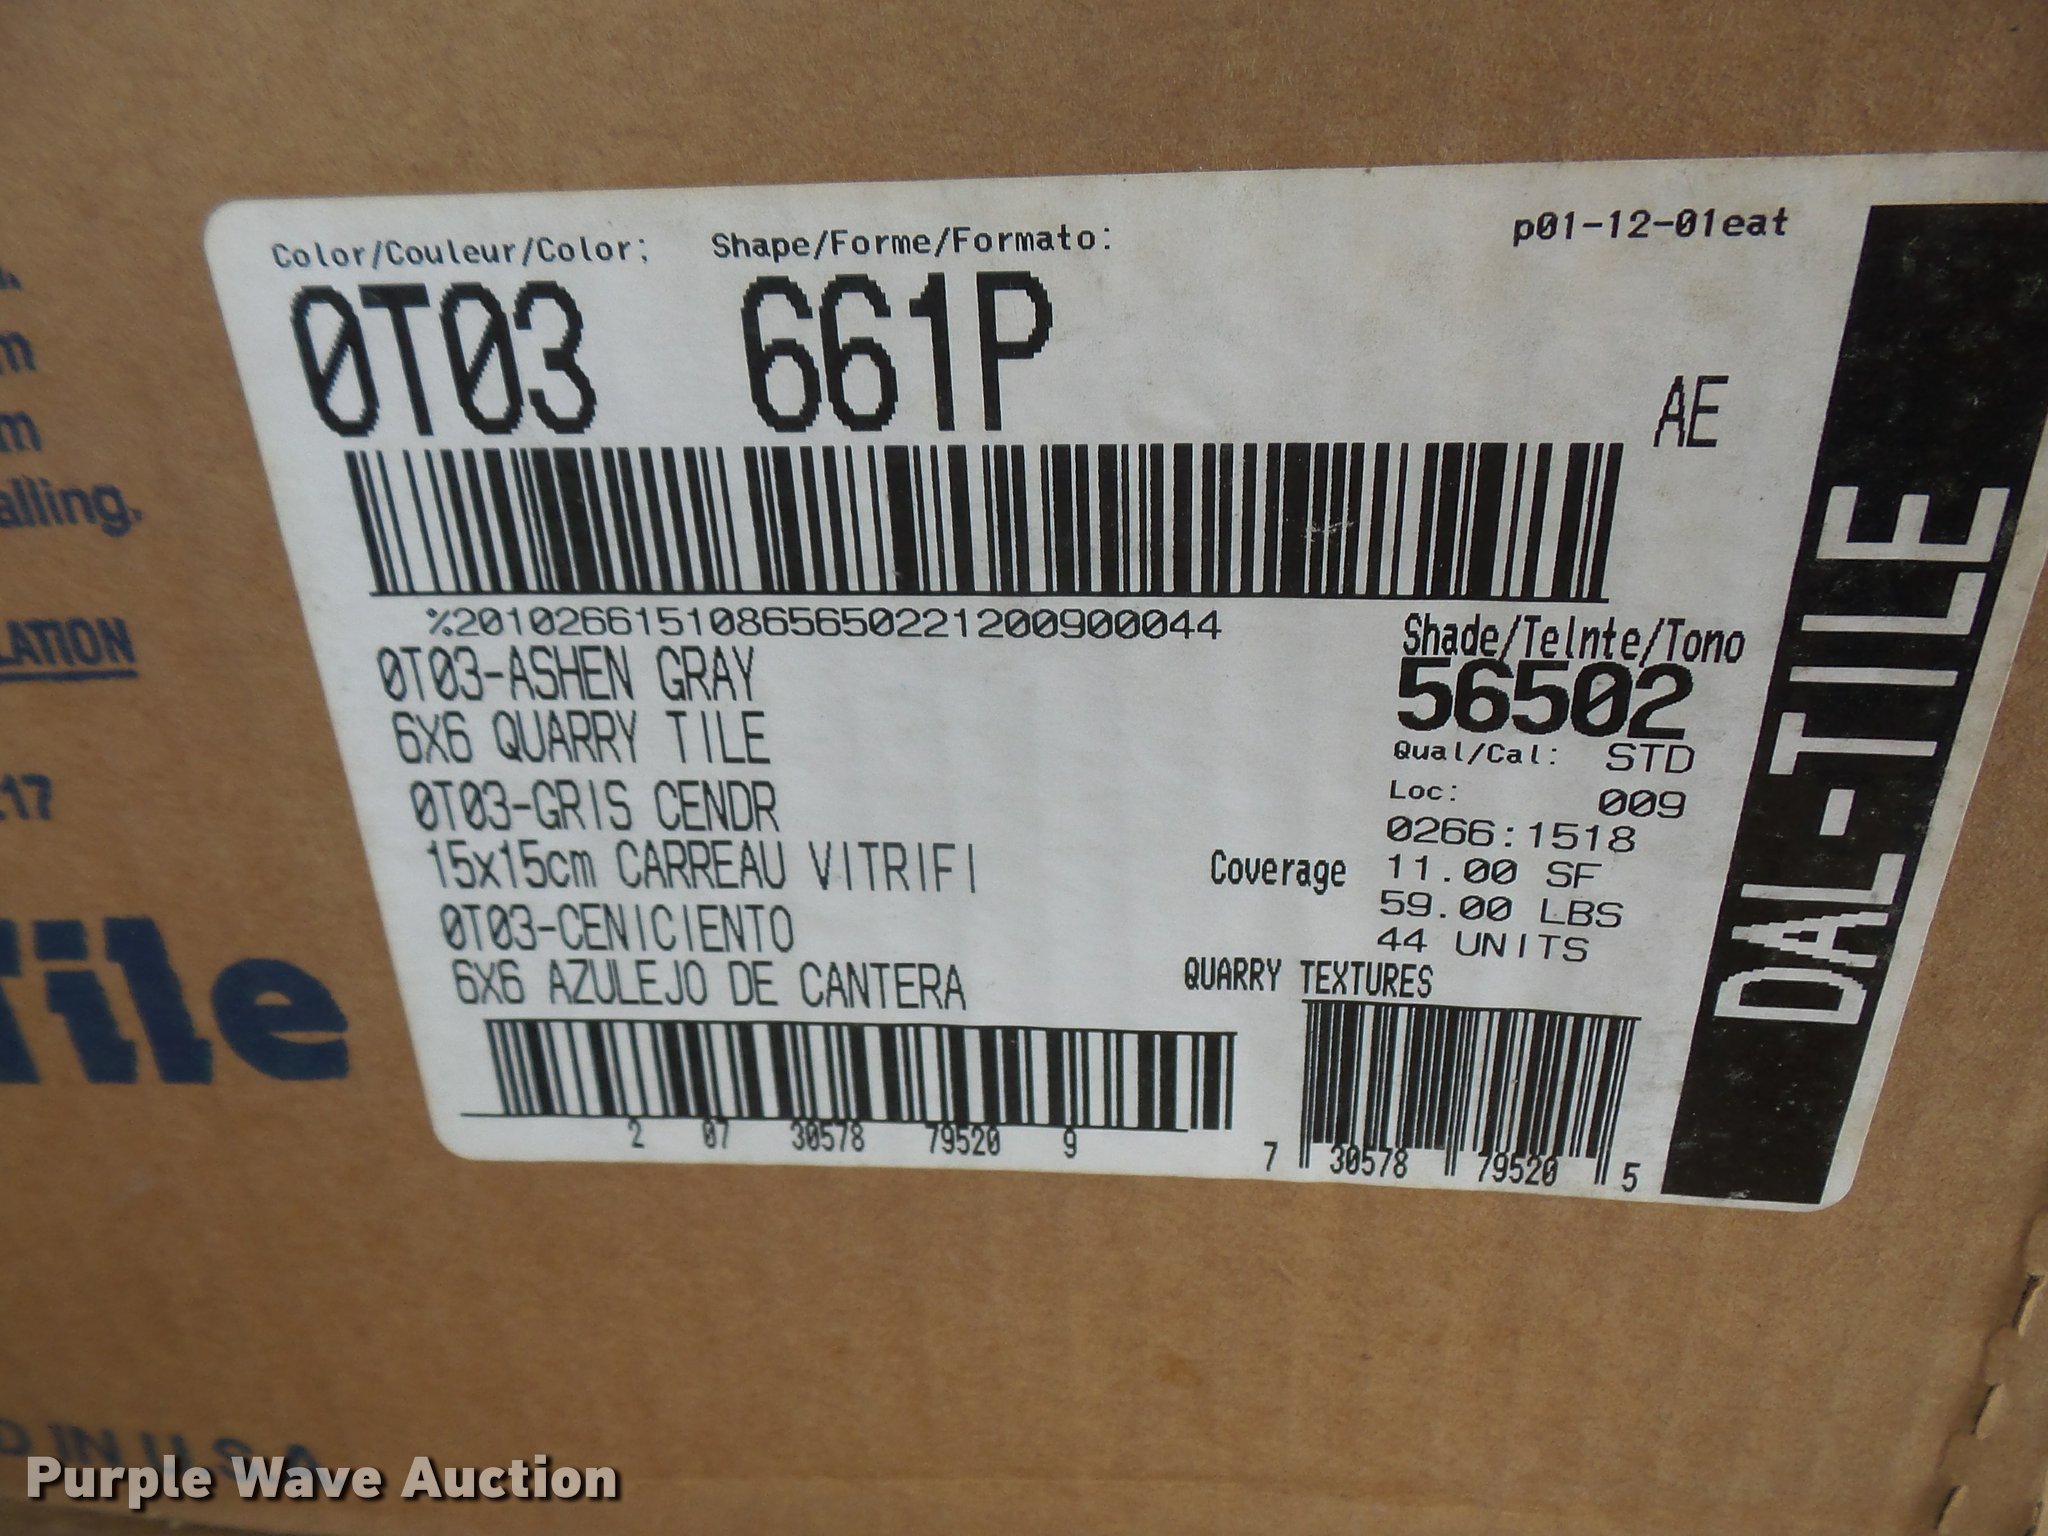 Color/Couleur/Color: Shape/Forme/Formato: p01-12-01eat
0T03 661P
AE
%20102661510865650221200900044
0T03-ASHEN GRAY
6X6 QUARRY TILE
0T03-GRIS CENDR
15x15cm CARREAU VITRIFI
0T03-CENICIENTO
6X6 AZULEJO DE CANTERA
Shade/Telnte/Tono
56502
Qual/Cal: STD
Loc: 009
0266:1518
Coverage 11.00 SF
59.00 LBS
44 UNITS
QUARRY TEXTURES
2 07 30578 79520 9
7 30578 79520 5
DAL-TILE
m
m
alling,
LATION
17
Tile
IN U.S.A
Purple Wave Auction